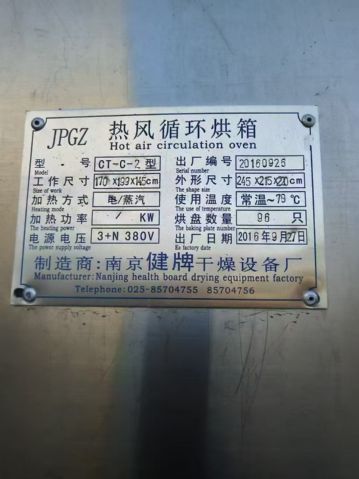 JPGZ 热风循环烘箱
Hot air circulation oven
型 号 CT-C-2 型 出厂编号 20160926
Model Serial number
工作尺寸 170 x199x145cm 外形尺寸 245 x215x220cm
Size of work The shape size
加热方式 电/蒸汽 使用温度 常温~79 ℃
Heating mode The use of temperature
加热功率 / KW 烘盘数量 96 只
The heating power The baking plate number
电源电压 3+N 380V 出厂日期 2016年9月27日
The power supply voltage Ex factory date
制造商:南京健牌干燥设备厂
Manufacturer: Nanjing health board drying equipment factory
Telephone:025-85704755 85704756